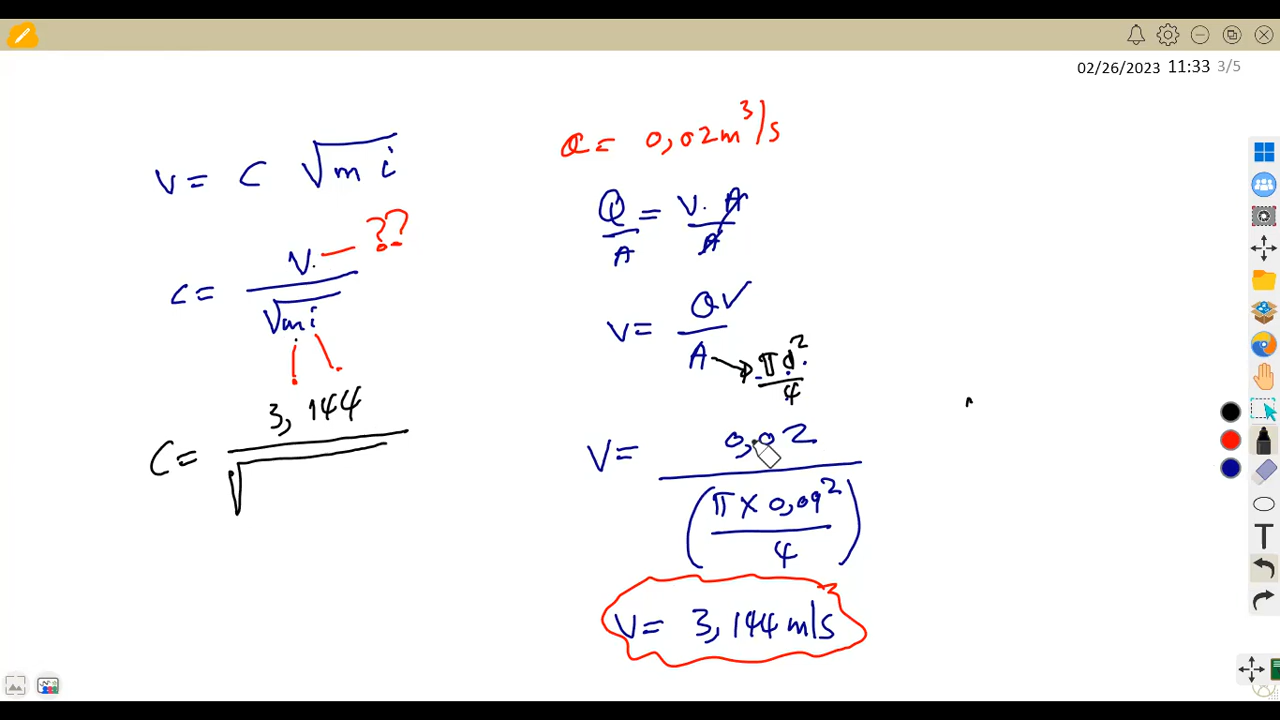 02/26/2023 11:33 3/5
V = C √m i
C = V. / √m i — ??
C = 3,144 / √
Q = 0,02 m³/s
Q / A = V. A / A
V = Q ✓ / A → π d² / 4
V = 0,02 / ( π × 0,09² / 4 )
V = 3,144 m/s
T